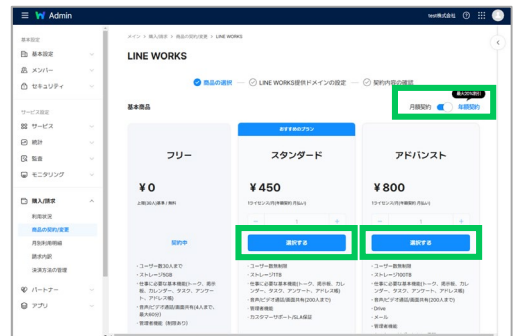 Admin
test株式会社
メイン > 購入/請求 > 商品の契約/変更 > LINE WORKS
LINE WORKS
商品の選択
LINE WORKS提供ドメインの設定
契約内容の確認
最大20%割引
基本商品
月額契約
年額契約
基本設定
基本設定
メンバー
セキュリティ
サービス設定
サービス
統計
監査
モニタリング
購入/請求
利用状況
商品の契約/変更
月別利用明細
請求内訳
決済方法の管理
パートナー
アプリ
フリー
¥0
上限(30人)基本 / 無料
契約中
・ユーザー数30人まで
・ストレージ5GB
・仕事に必要な基本機能(トーク、掲示板、カレンダー、タスク、アンケート、アドレス帳)
・音声/ビデオ通話/画面共有(4人まで、最大60分)
・管理者機能 (制限あり)
おすすめのプラン
スタンダード
¥450
1ライセンス/月(年額契約 月払い)
1
選択する
・ユーザー数無制限
・ストレージ1TB
・仕事に必要な基本機能(トーク、掲示板、カレンダー、タスク、アンケート、アドレス帳)
・音声/ビデオ通話/画面共有(200人まで)
・管理者機能
・カスタマーサポート/SLA保証
アドバンスト
¥800
1ライセンス/月(年額契約 月払い)
1
選択する
・ユーザー数無制限
・ストレージ100TB
・仕事に必要な基本機能(トーク、掲示板、カレンダー、タスク、アンケート、アドレス帳)
・音声/ビデオ通話/画面共有(200人まで)
・Drive
・メール
・管理者機能